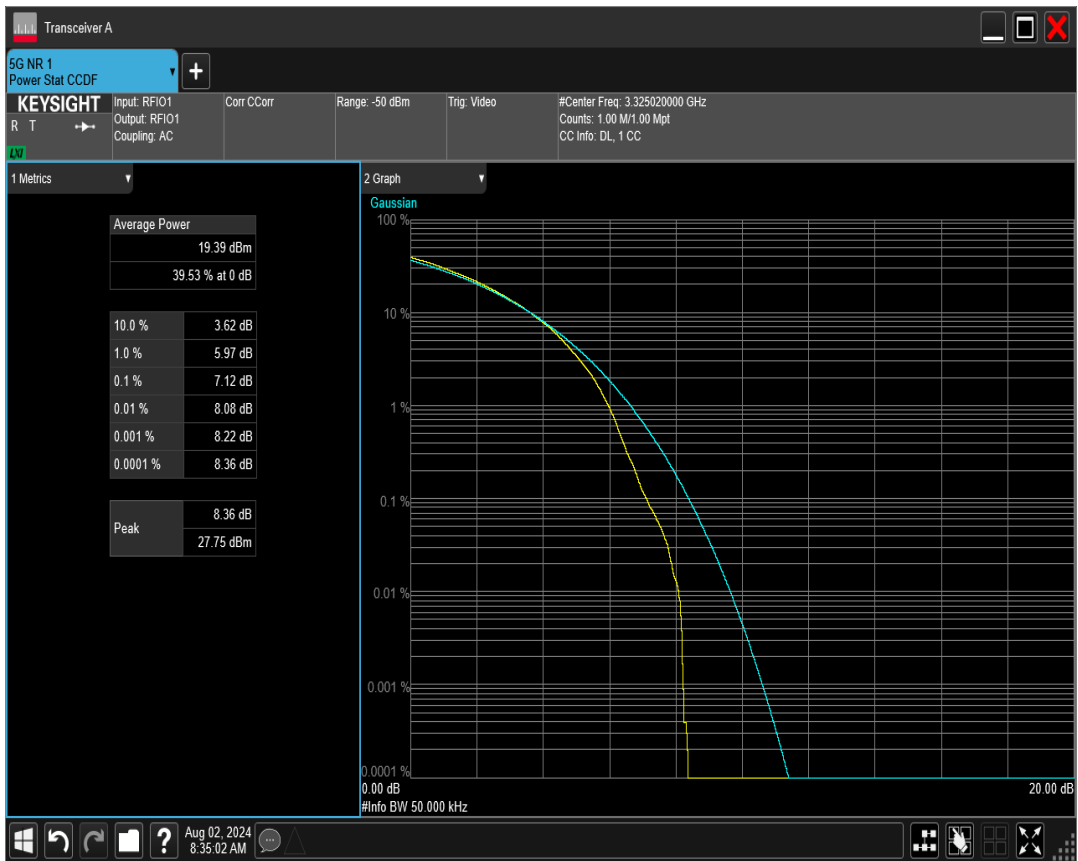 Transceiver A
5G NR 1
Power Stat CCDF
+
KEYSIGHT
R T
LXI
Input: RFIO1
Output: RFIO1
Coupling: AC
Corr CCorr
Range: -50 dBm
Trig: Video
#Center Freq: 3.325020000 GHz
Counts: 1.00 M/1.00 Mpt
CC Info: DL, 1 CC
1 Metrics
Average Power
19.39 dBm
39.53 % at 0 dB
10.0 % 3.62 dB
1.0 % 5.97 dB
0.1 % 7.12 dB
0.01 % 8.08 dB
0.001 % 8.22 dB
0.0001 % 8.36 dB
Peak
8.36 dB
27.75 dBm
2 Graph
Gaussian
100 %
10 %
1 %
0.1 %
0.01 %
0.001 %
0.0001 %
0.00 dB
20.00 dB
#Info BW 50.000 kHz
?
Aug 02, 2024
8:35:02 AM